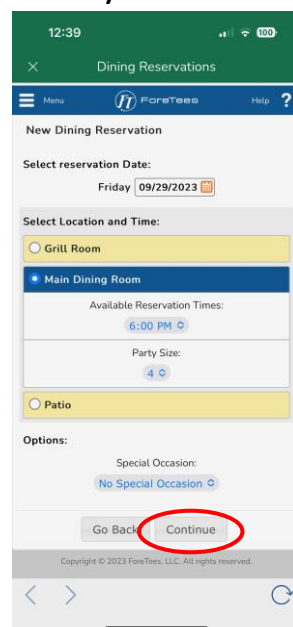 12:39
100
× Dining Reservations
Menu FT ForeTees Help ?
New Dining Reservation
Select reservation Date:
Friday 09/29/2023
Select Location and Time:
Grill Room
Main Dining Room
Available Reservation Times:
6:00 PM
Party Size:
4
Patio
Options:
Special Occasion:
No Special Occasion
Go Back Continue
Copyright © 2023 ForeTees, LLC. All rights reserved.